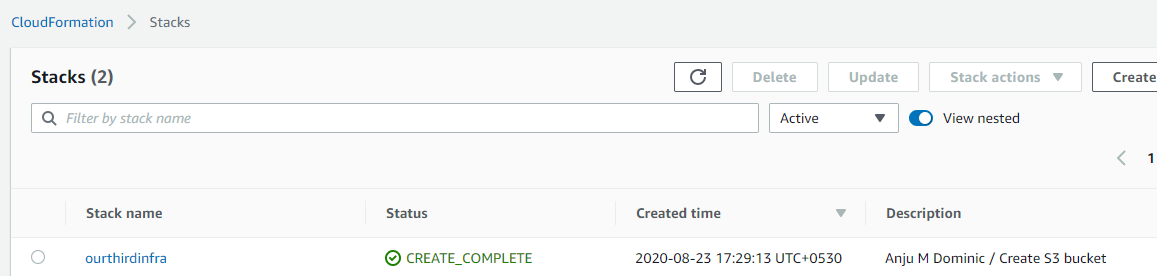 CloudFormation > Stacks
Stacks (2) Delete Update Stack actions Create
Filter by stack name Active View nested
1
Stack name Status Created time Description
ourthirdinfra CREATE_COMPLETE 2020-08-23 17:29:13 UTC+0530 Anju M Dominic / Create S3 bucket